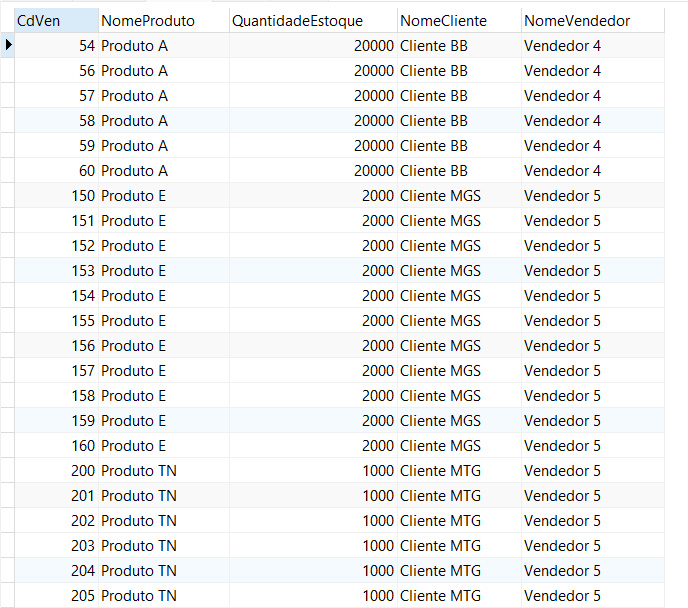 CdVen NomeProduto QuantidadeEstoque NomeCliente NomeVendedor
54 Produto A 20000 Cliente BB Vendedor 4
56 Produto A 20000 Cliente BB Vendedor 4
57 Produto A 20000 Cliente BB Vendedor 4
58 Produto A 20000 Cliente BB Vendedor 4
59 Produto A 20000 Cliente BB Vendedor 4
60 Produto A 20000 Cliente BB Vendedor 4
150 Produto E 2000 Cliente MGS Vendedor 5
151 Produto E 2000 Cliente MGS Vendedor 5
152 Produto E 2000 Cliente MGS Vendedor 5
153 Produto E 2000 Cliente MGS Vendedor 5
154 Produto E 2000 Cliente MGS Vendedor 5
155 Produto E 2000 Cliente MGS Vendedor 5
156 Produto E 2000 Cliente MGS Vendedor 5
157 Produto E 2000 Cliente MGS Vendedor 5
158 Produto E 2000 Cliente MGS Vendedor 5
159 Produto E 2000 Cliente MGS Vendedor 5
160 Produto E 2000 Cliente MGS Vendedor 5
200 Produto TN 1000 Cliente MTG Vendedor 5
201 Produto TN 1000 Cliente MTG Vendedor 5
202 Produto TN 1000 Cliente MTG Vendedor 5
203 Produto TN 1000 Cliente MTG Vendedor 5
204 Produto TN 1000 Cliente MTG Vendedor 5
205 Produto TN 1000 Cliente MTG Vendedor 5